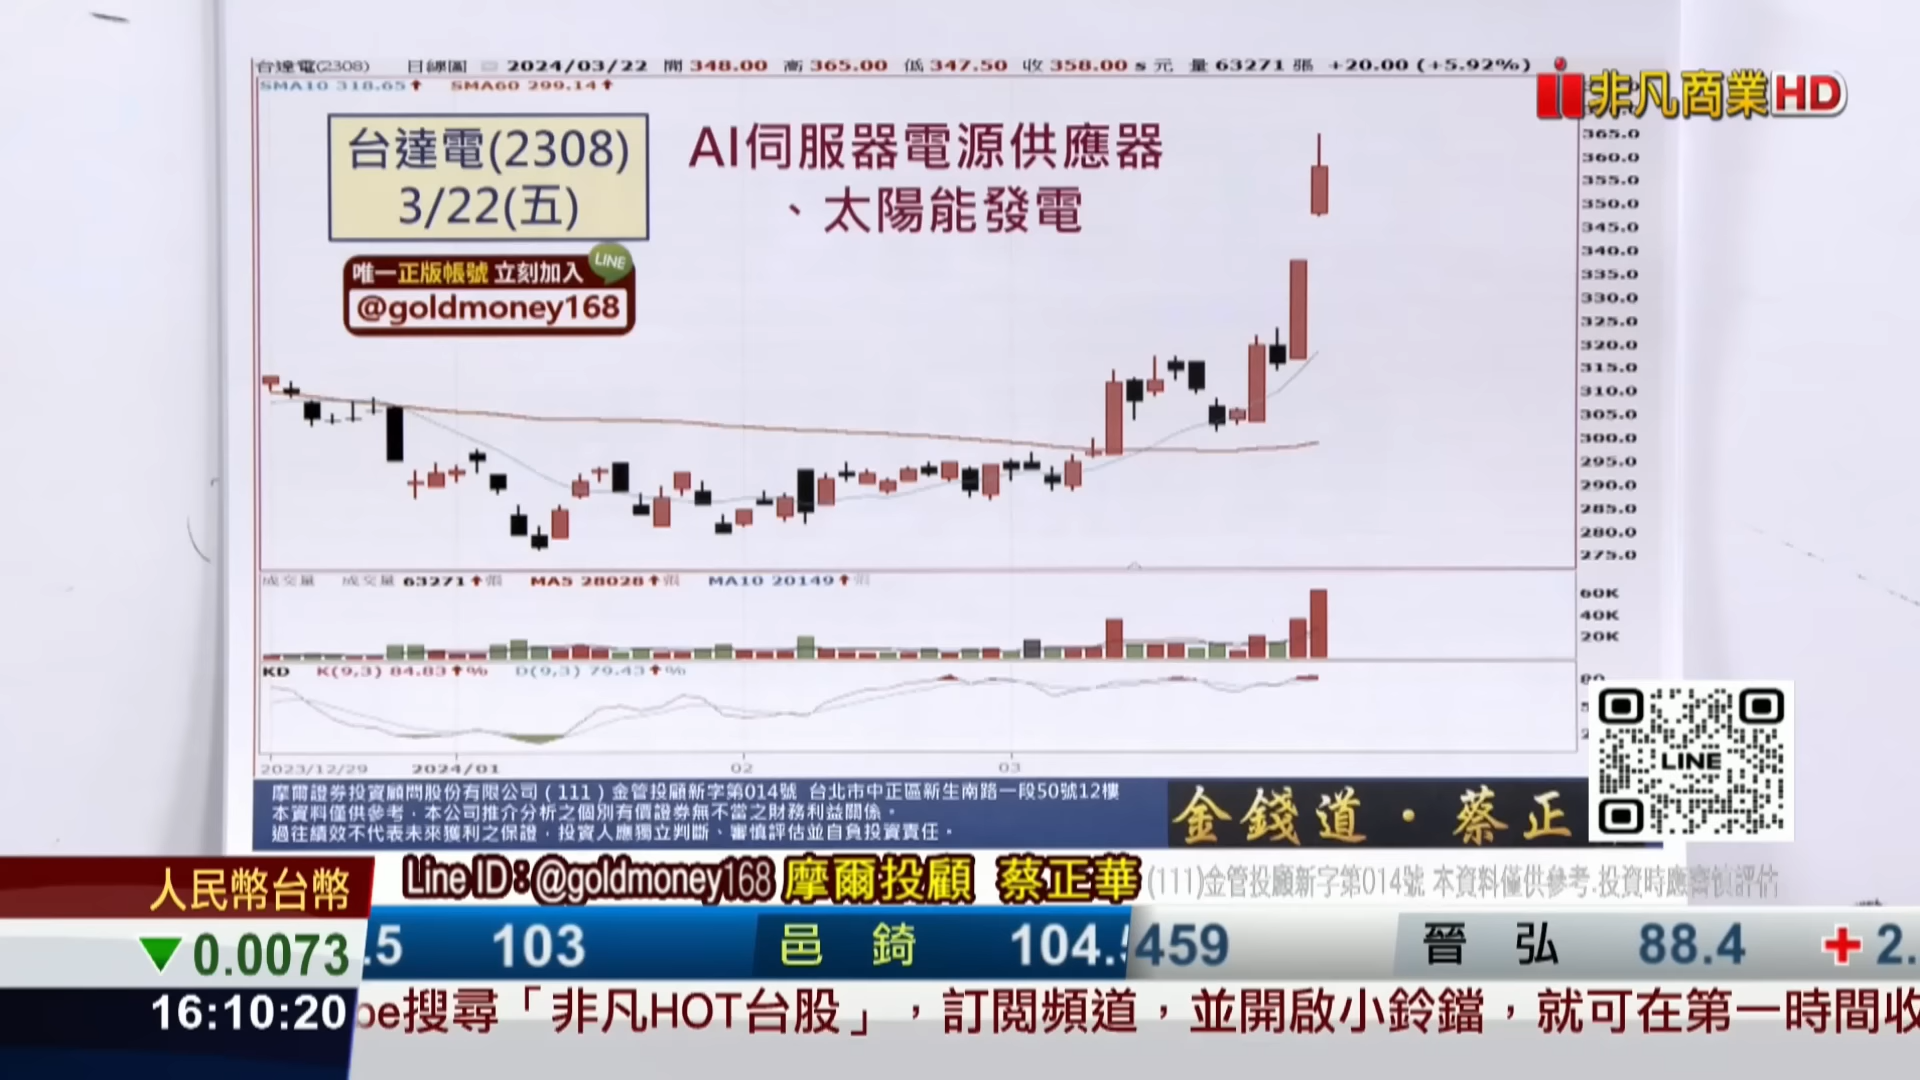 台達電(2308) 日線圖 2024/03/22 開 348.00 高 365.00 低 347.50 收 358.00 s 元 量 63271 張 +20.00 (+5.92%)
SMA10 318.65↑ SMA60 299.14↑
非凡商業HD
台達電(2308)
3/22(五)
AI伺服器電源供應器
、太陽能發電
唯一正版帳號 立刻加入
LINE
@goldmoney168
365.0
360.0
355.0
350.0
345.0
340.0
335.0
330.0
325.0
320.0
315.0
310.0
305.0
300.0
295.0
290.0
285.0
280.0
275.0
成交量 成交量 63271↑張 MA5 28028↑張 MA10 20149↑張
60K
40K
20K
KD K(9,3) 84.83↑% D(9,3) 79.43↑%
80
2023/12/29 2024/01 02 03
LINE
摩爾證券投資顧問股份有限公司(111)金管投顧新字第014號 台北市中正區新生南路一段50號12樓
本資料僅供參考,本公司推介分析之個別有價證券無不當之財務利益關係。
過往績效不代表未來獲利之保證,投資人應獨立判斷、審慎評估並自負投資責任。
金錢道・蔡正
Line ID:@goldmoney168 摩爾投顧 蔡正華 (111)金管投顧新字第014號 本資料僅供參考.投資時應審慎評估
人民幣台幣
▼0.0073
.5 103 邑錡 104. 459 晉弘 88.4 +2.
16:10:20
be搜尋「非凡HOT台股」,訂閱頻道,並開啟小鈴鐺,就可在第一時間收